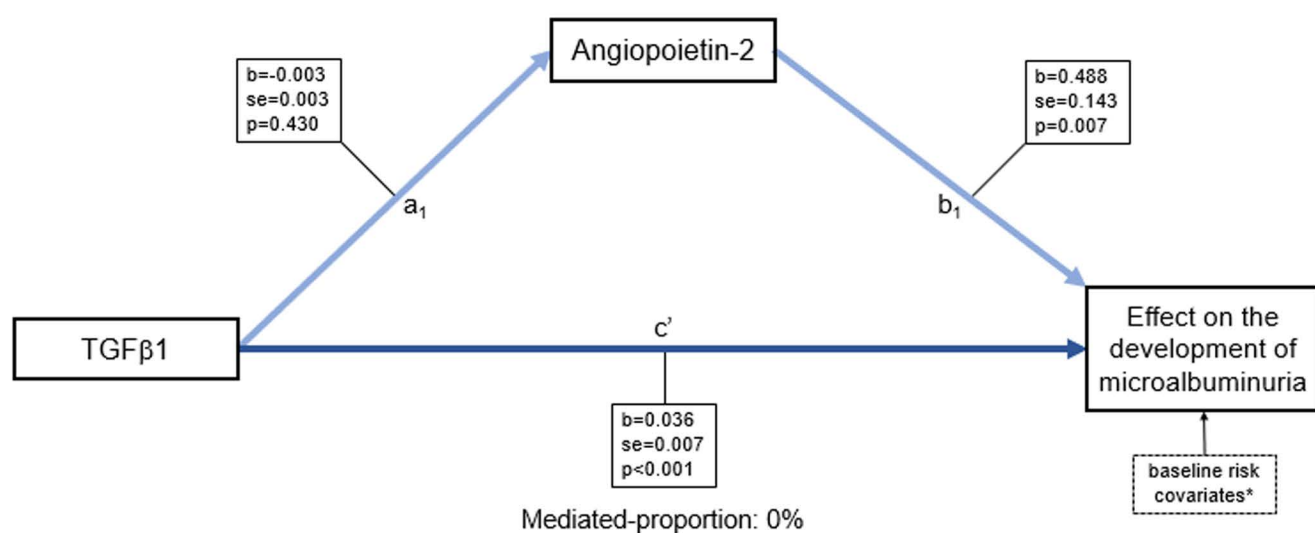 Angiopoietin-2
b=-0.003
se=0.003
p=0.430
b=0.488
se=0.143
p=0.007
a₁
b₁
TGFβ1
c’
Effect on the
development of
microalbuminuria
b=0.036
se=0.007
p<0.001
baseline risk
covariates*
Mediated-proportion: 0%